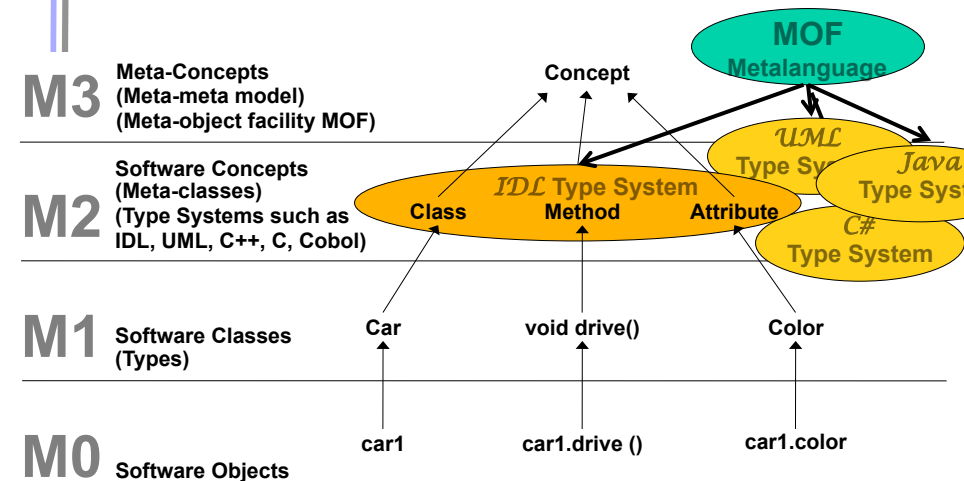 MOF
Metalanguage
M3
Meta-Concepts
(Meta-meta model)
(Meta-object facility MOF)
Concept
UML
Type Sy
Java
Type Syst
C#
Type System
M2
Software Concepts
(Meta-classes)
(Type Systems such as
IDL, UML, C++, C, Cobol)
IDL Type System
Class
Method
Attribute
M1
Software Classes
(Types)
Car
void drive()
Color
M0
Software Objects
car1
car1.drive ()
car1.color